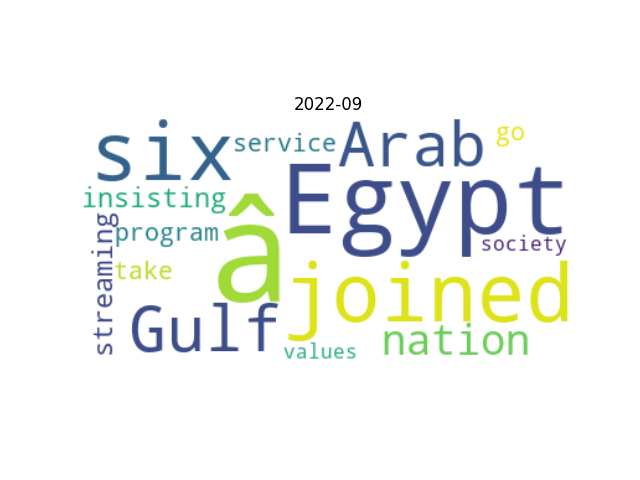 2022-09
six service Arab go
insisting Egypt
streaming program â society
take joined
Gulf values nation